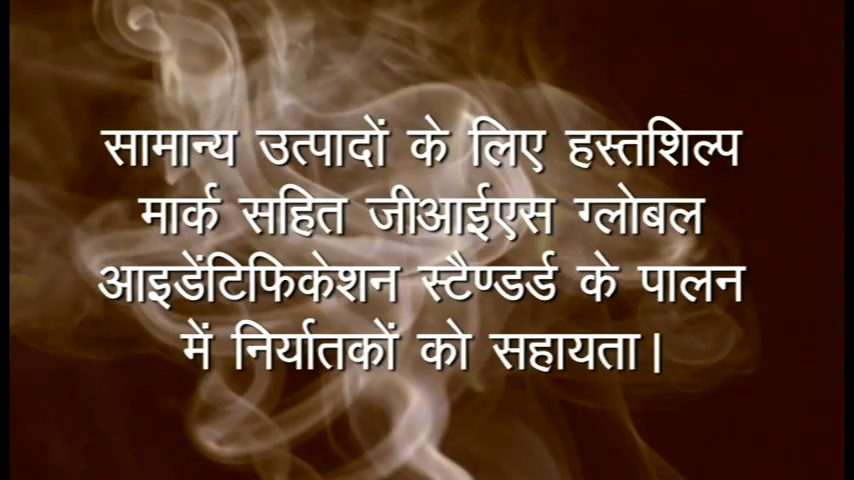 सामान्य उत्पादों के लिए हस्तशिल्प
मार्क सहित जीआईएस ग्लोबल
आइडेंटिफिकेशन स्टैण्डर्ड के पालन
में निर्यातकों को सहायता।